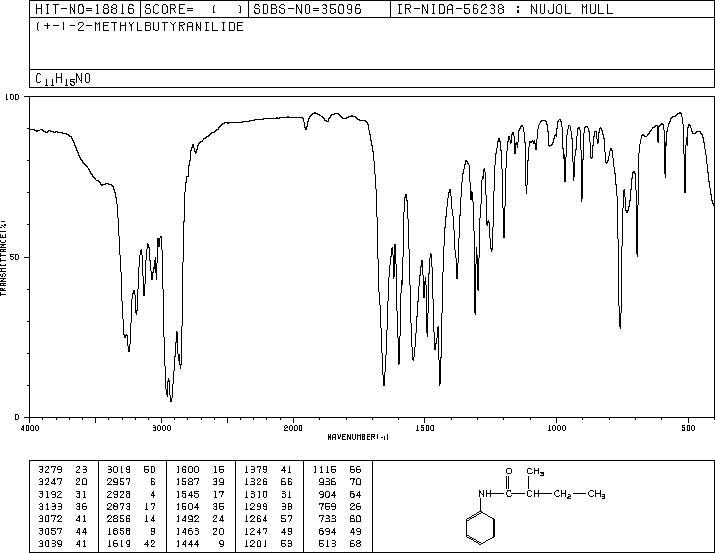 HIT-NO=18816 SCORE= ( ) SDBS-NO=35096 IR-NIDA-56238 : NUJOL MULL
(+-)-2-METHYLBUTYRANILIDE
C11H15NO
100
TRANSMITTANCE(%)
50
0
4000 3000 2000 1500 1000 500
WAVENUMBER(-1)
3279 23 3019 50 1600 16 1379 41 1116 66
3247 20 2957 6 1587 39 1326 66 936 70
3192 31 2928 4 1545 17 1310 31 904 64
3139 36 2873 17 1504 36 1299 38 759 26
3072 41 2856 14 1492 24 1264 57 733 60
3057 44 1658 9 1463 20 1247 49 694 49
3039 41 1619 42 1444 9 1201 53 513 68
O CH3
NH C CH CH2 CH3